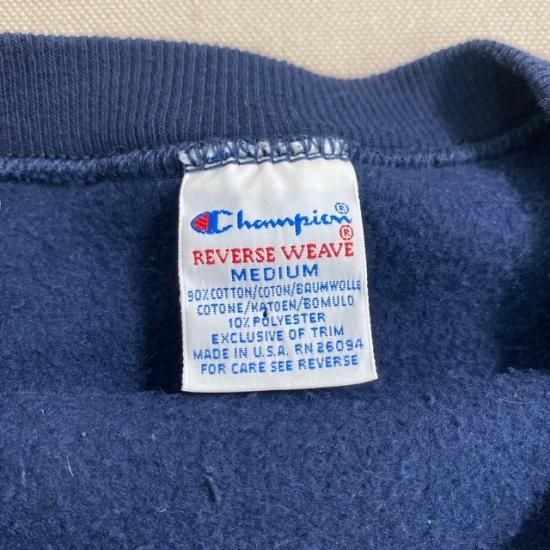 Champion®
REVERSE WEAVE®
MEDIUM
90% COTTON/COTON/BAUMWOLLE
COTONE/KATOEN/BOMULD
10% POLYESTER
EXCLUSIVE OF TRIM
MADE IN U.S.A. RN 26094
FOR CARE SEE REVERSE